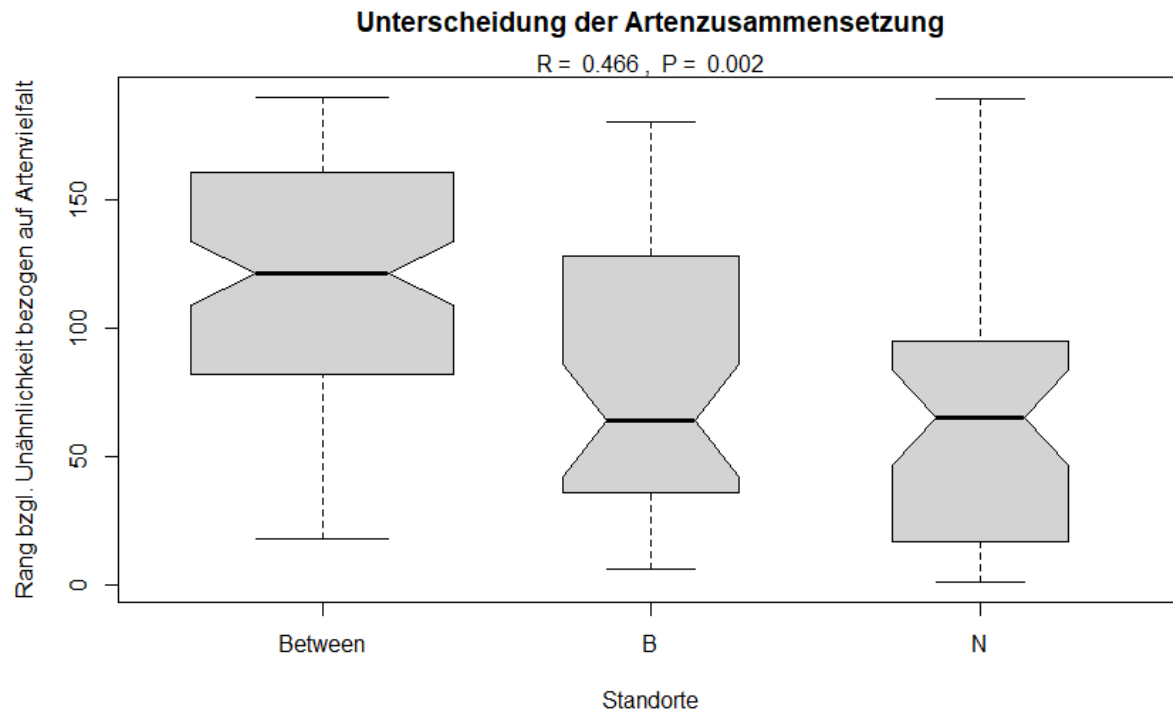 Unterscheidung der Artenzusammensetzung
R = 0.466 , P = 0.002
Rang bzgl. Unähnlichkeit bezogen auf Artenvielfalt
150
100
50
0
Between B N
Standorte